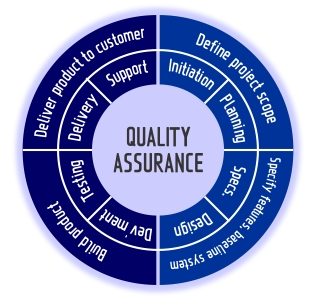 Deliver product to customer
Define project scope
Support
Initiation
Delivery
Planning
QUALITY
ASSURANCE
Testing
Specs.
Dev'ment
Design
Build product
Specify features, baseline system